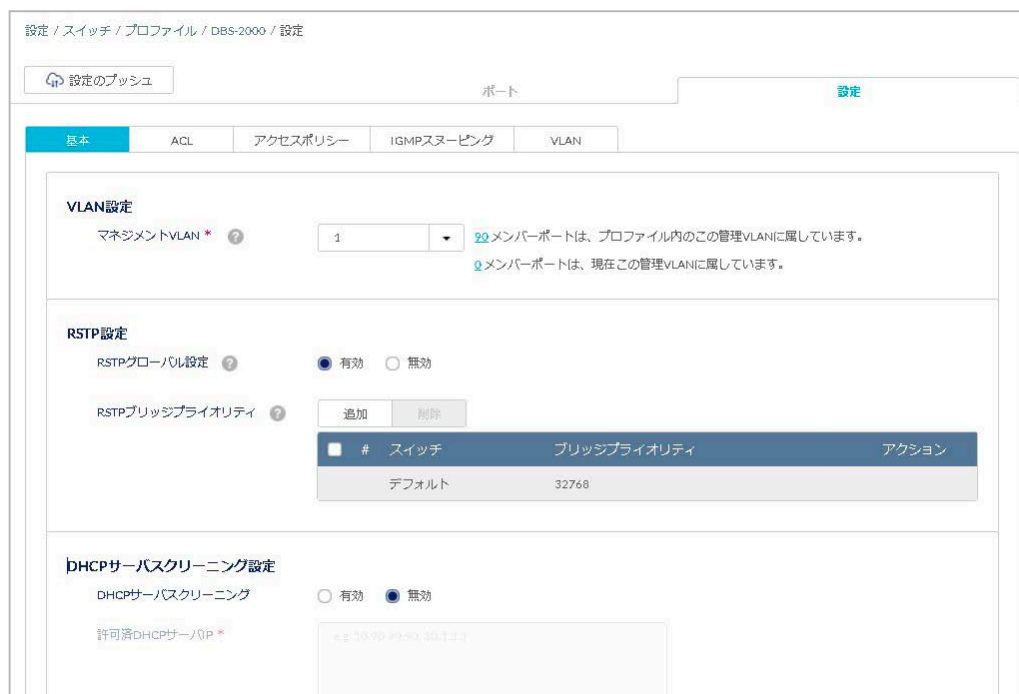 設定 / スイッチ / プロファイル / DBS-2000 / 設定
設定のプッシュ
ポート
設定
基本
ACL
アクセスポリシー
IGMPスヌーピング
VLAN
VLAN設定
マネジメントVLAN * ?
1
90 メンバーポートは、プロファイル内のこの管理VLANに属しています。
0 メンバーポートは、現在この管理VLANに属しています。
RSTP設定
RSTPグローバル設定 ?
有効
無効
RSTPブリッジプライオリティ ?
追加
削除
# スイッチ ブリッジプライオリティ アクション
デフォルト 32768
DHCPサーバスクリーニング設定
DHCPサーバスクリーニング
有効
無効
許可済DHCPサーバIP *